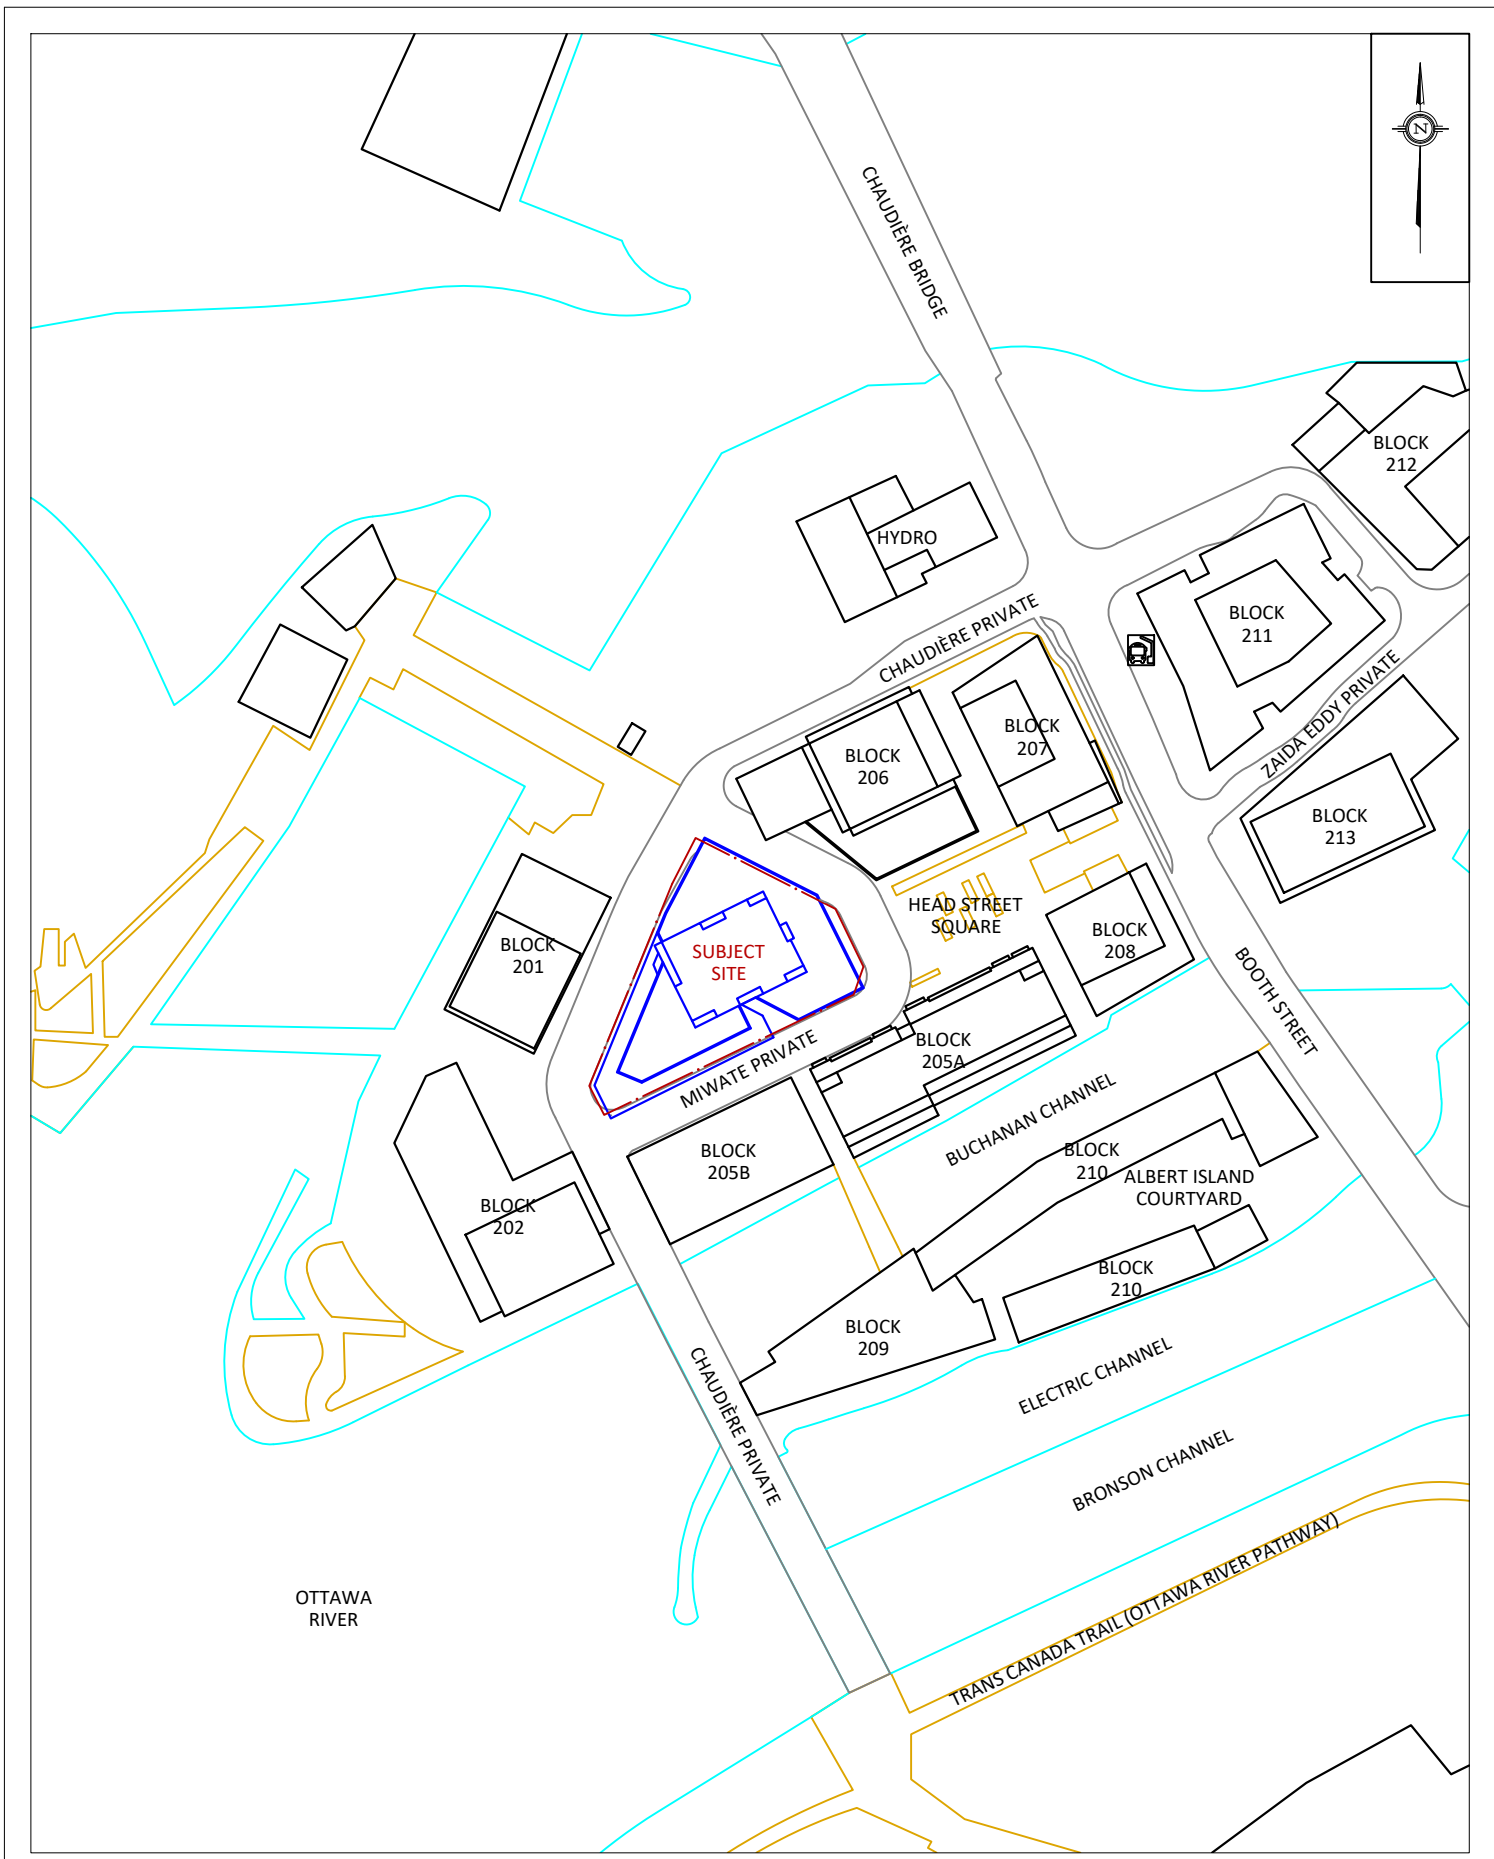 N
CHAUDIÈRE BRIDGE
BLOCK
212
HYDRO
CHAUDIÈRE PRIVATE
BLOCK
211
ZAIDA EDDY PRIVATE
BLOCK
207
BLOCK
206
BLOCK
213
HEAD STREET
SQUARE
BLOCK
208
BLOCK
201
SUBJECT
SITE
BOOTH STREET
MIWATE PRIVATE
BLOCK
205A
BUCHANAN CHANNEL
BLOCK
205B
BLOCK
210
ALBERT ISLAND
COURTYARD
BLOCK
202
BLOCK
210
BLOCK
209
CHAUDIÈRE PRIVATE
ELECTRIC CHANNEL
BRONSON CHANNEL
TRANS CANADA TRAIL (OTTAWA RIVER PATHWAY)
OTTAWA
RIVER